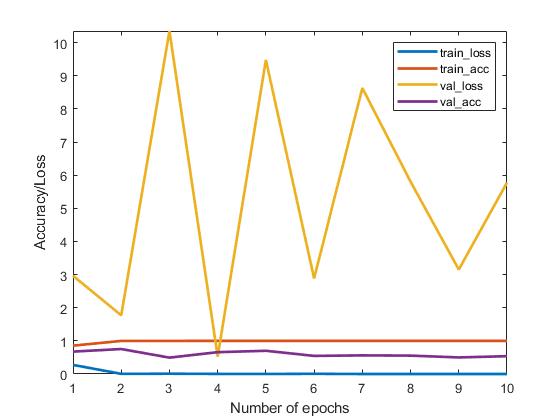 10
9
8
7
6
5
4
3
2
1
0
Accuracy/Loss
train_loss
train_acc
val_loss
val_acc
1 2 3 4 5 6 7 8 9 10
Number of epochs